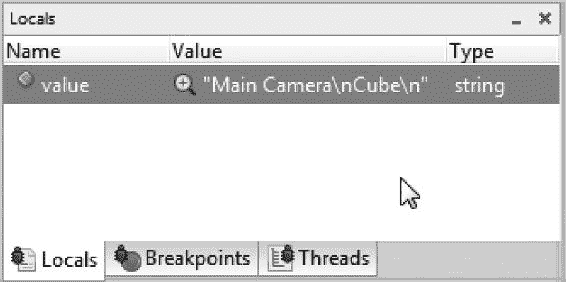 Locals
Name Value Type
value "Main Camera\nCube\n" string
Locals Breakpoints Threads